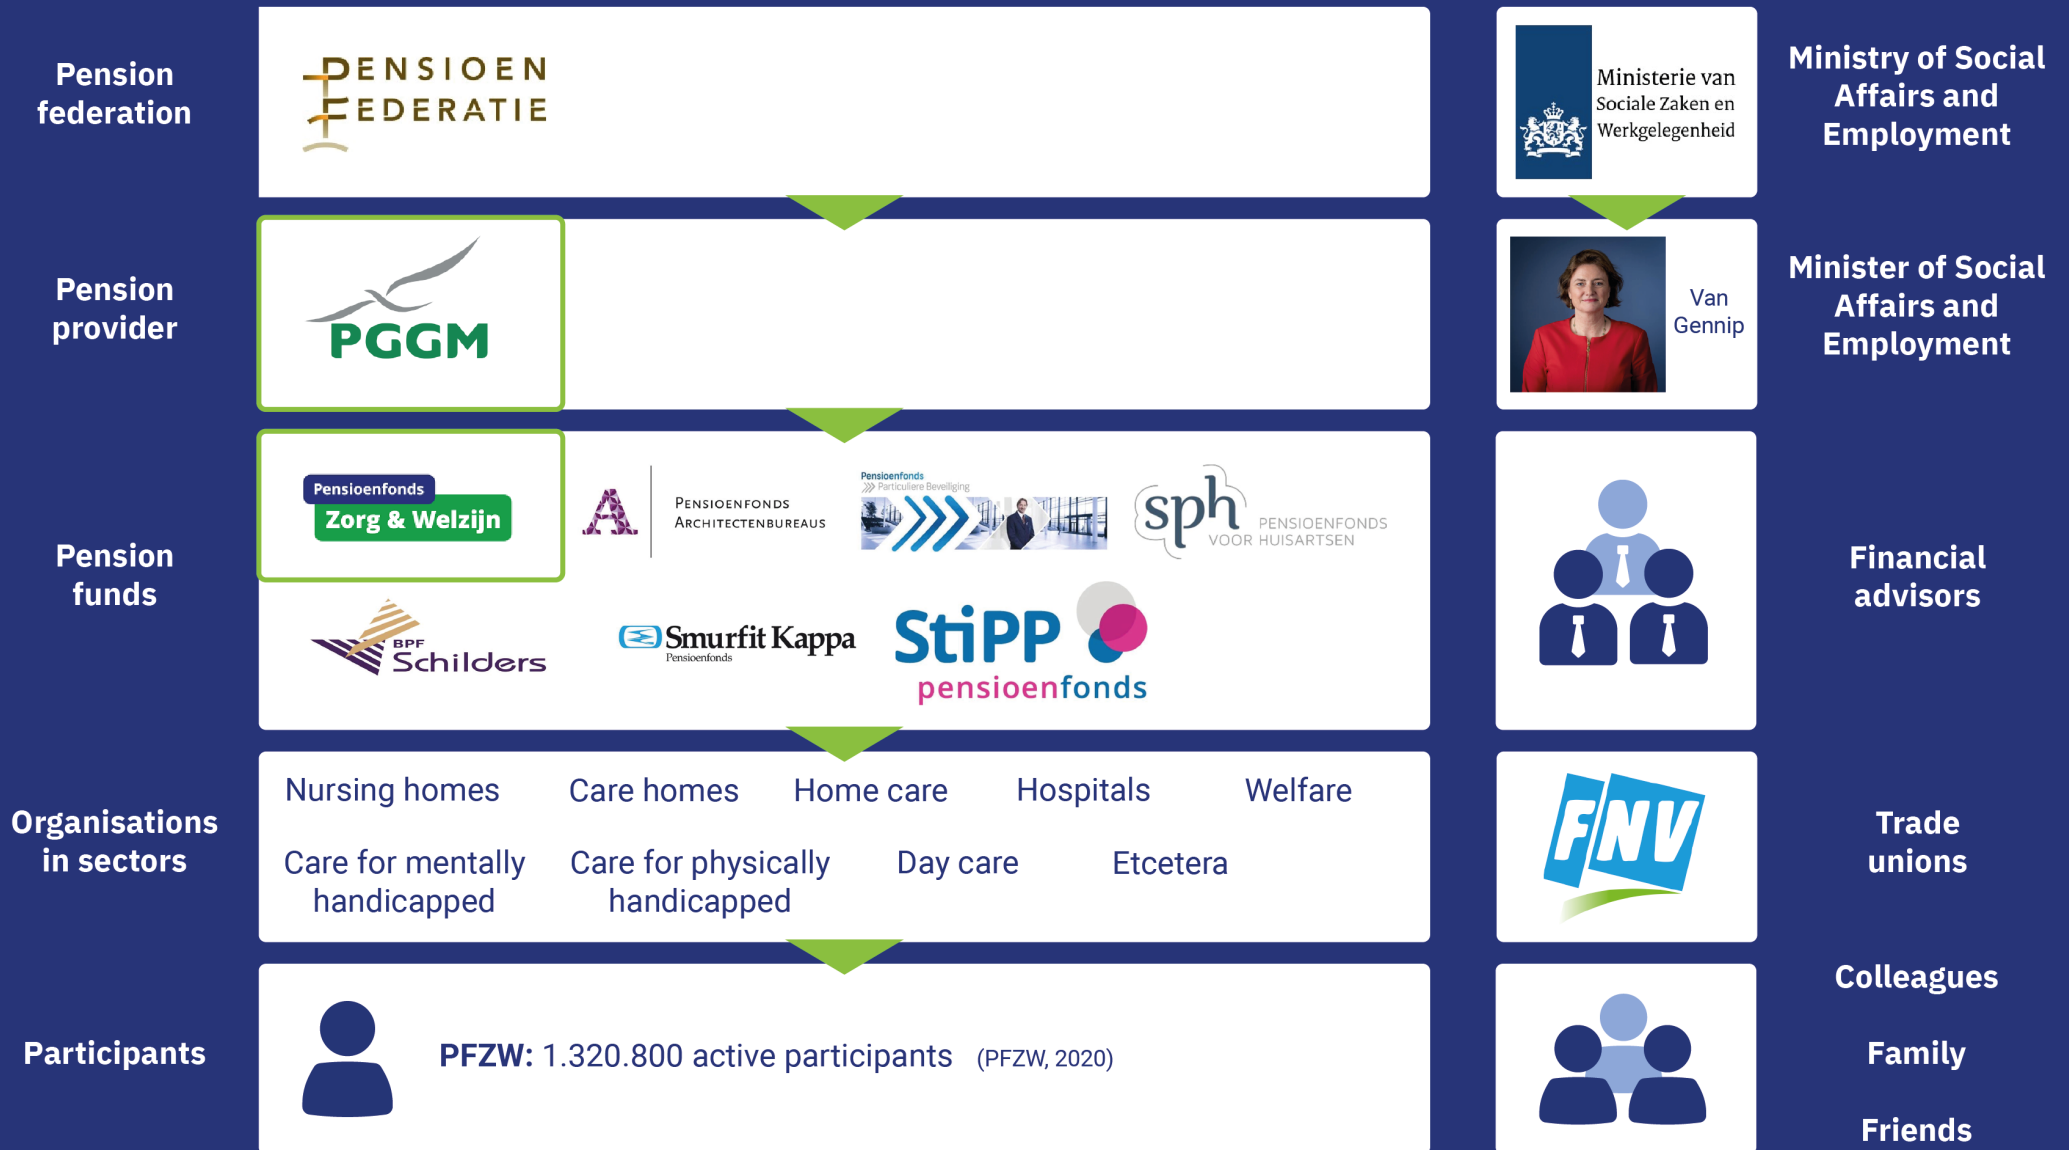 Pension
federation
PENSIOEN
FEDERATIE
Ministerie van
Sociale Zaken en
Werkgelegenheid
Ministry of Social
Affairs and
Employment
Pension
provider
PGGM
Van
Gennip
Minister of Social
Affairs and
Employment
Pension
funds
Pensioenfonds
Zorg & Welzijn
A
PENSIOENFONDS
ARCHITECTENBUREAUS
Pensioenfonds
Particuliere Beveiliging
sph
PENSIOENFONDS
VOOR HUISARTSEN
BPF
Schilders
Smurfit Kappa
Pensioenfonds
StiPP
pensioenfonds
Financial
advisors
Organisations
in sectors
Nursing homes Care homes Home care Hospitals Welfare
Care for mentally Care for physically Day care Etcetera
handicapped handicapped
FNV
Trade
unions
Participants
PFZW: 1.320.800 active participants (PFZW, 2020)
Colleagues
Family
Friends